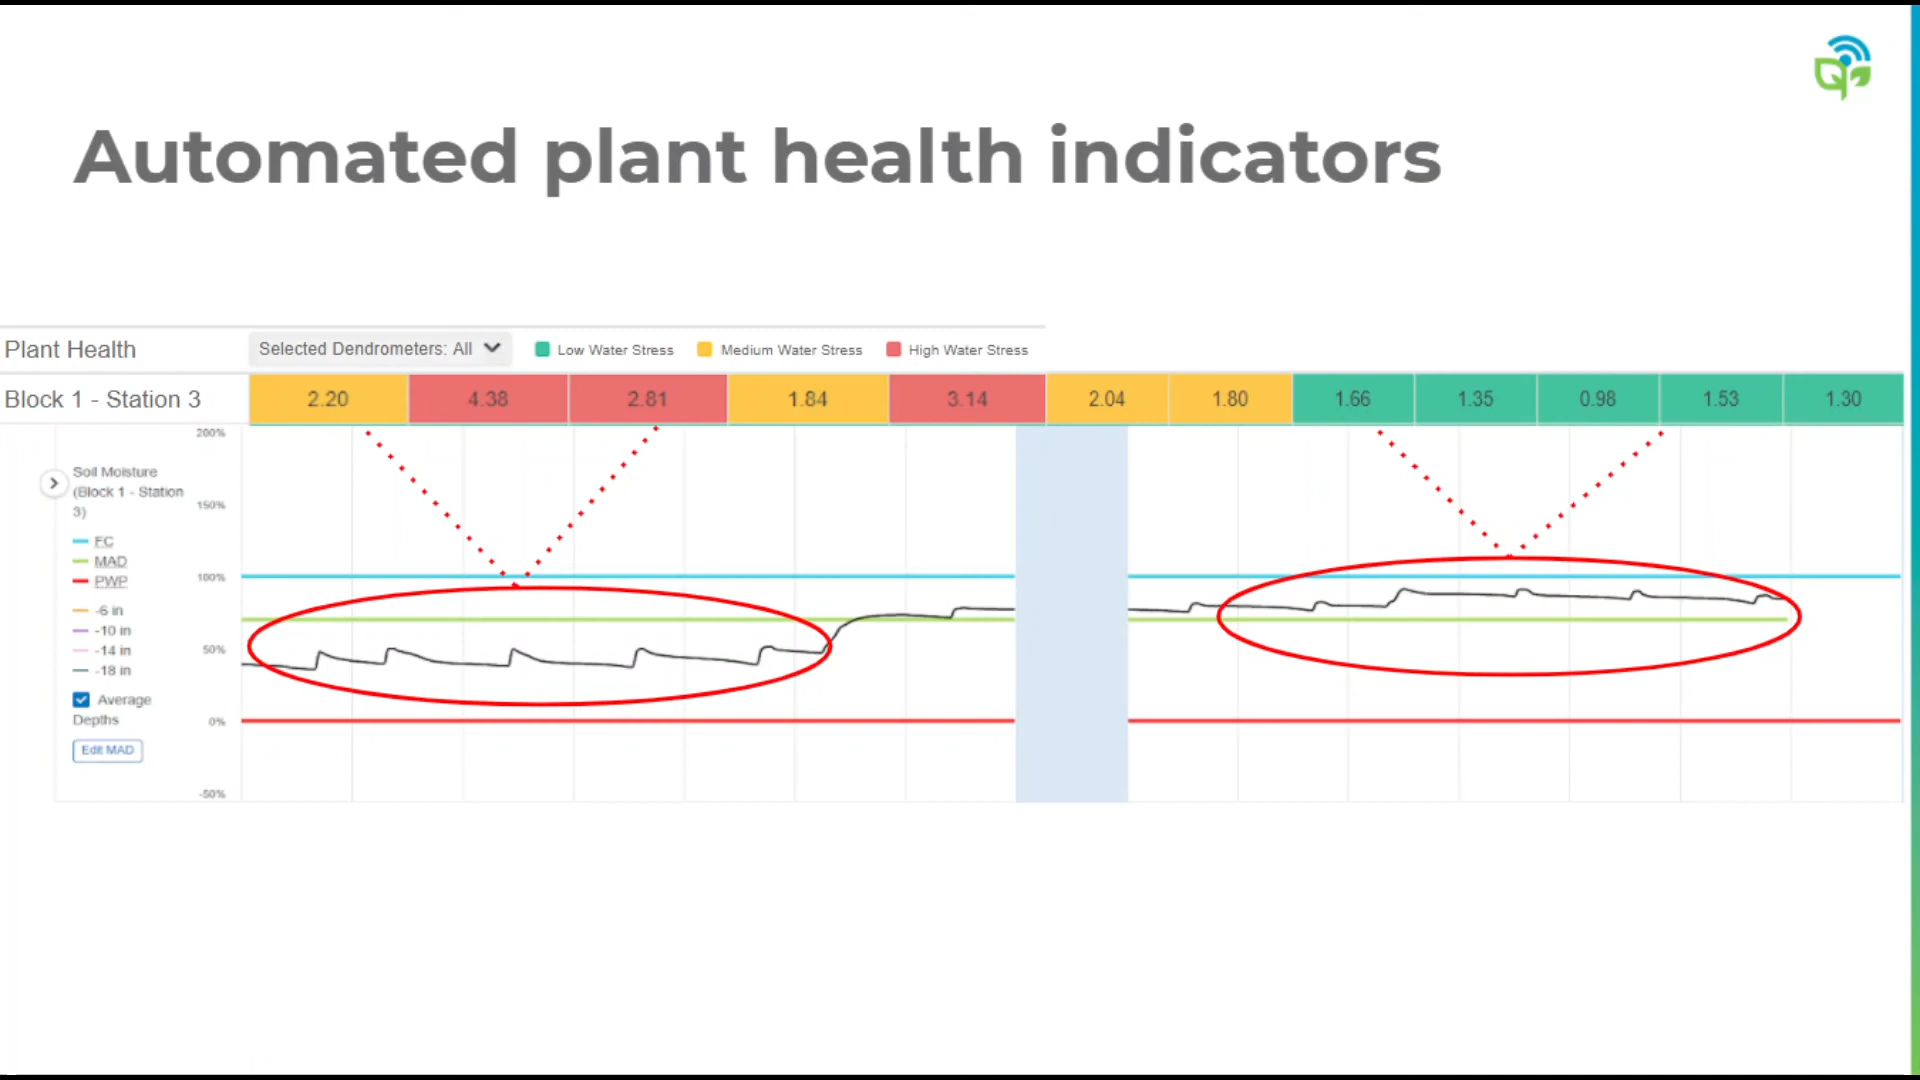 Automated plant health indicators
Plant Health
Selected Dendrometers: All
Low Water Stress
Medium Water Stress
High Water Stress
Block 1 - Station 3
2.20
4.38
2.81
1.84
3.14
2.04
1.80
1.66
1.35
0.98
1.53
1.30
Soil Moisture
(Block 1 - Station
3)
FC
MAD
PWP
-6 in
-10 in
-14 in
-18 in
Average
Depths
Edit MAD
200%
150%
100%
50%
0%
-50%